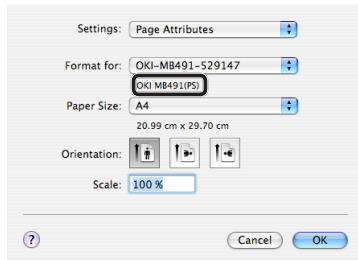 Settings: Page Attributes
Format for: OKI-MB491-529147
OKI MB491(PS)
Paper Size: A4
20.99 cm x 29.70 cm
Orientation:
Scale: 100 %
? Cancel OK